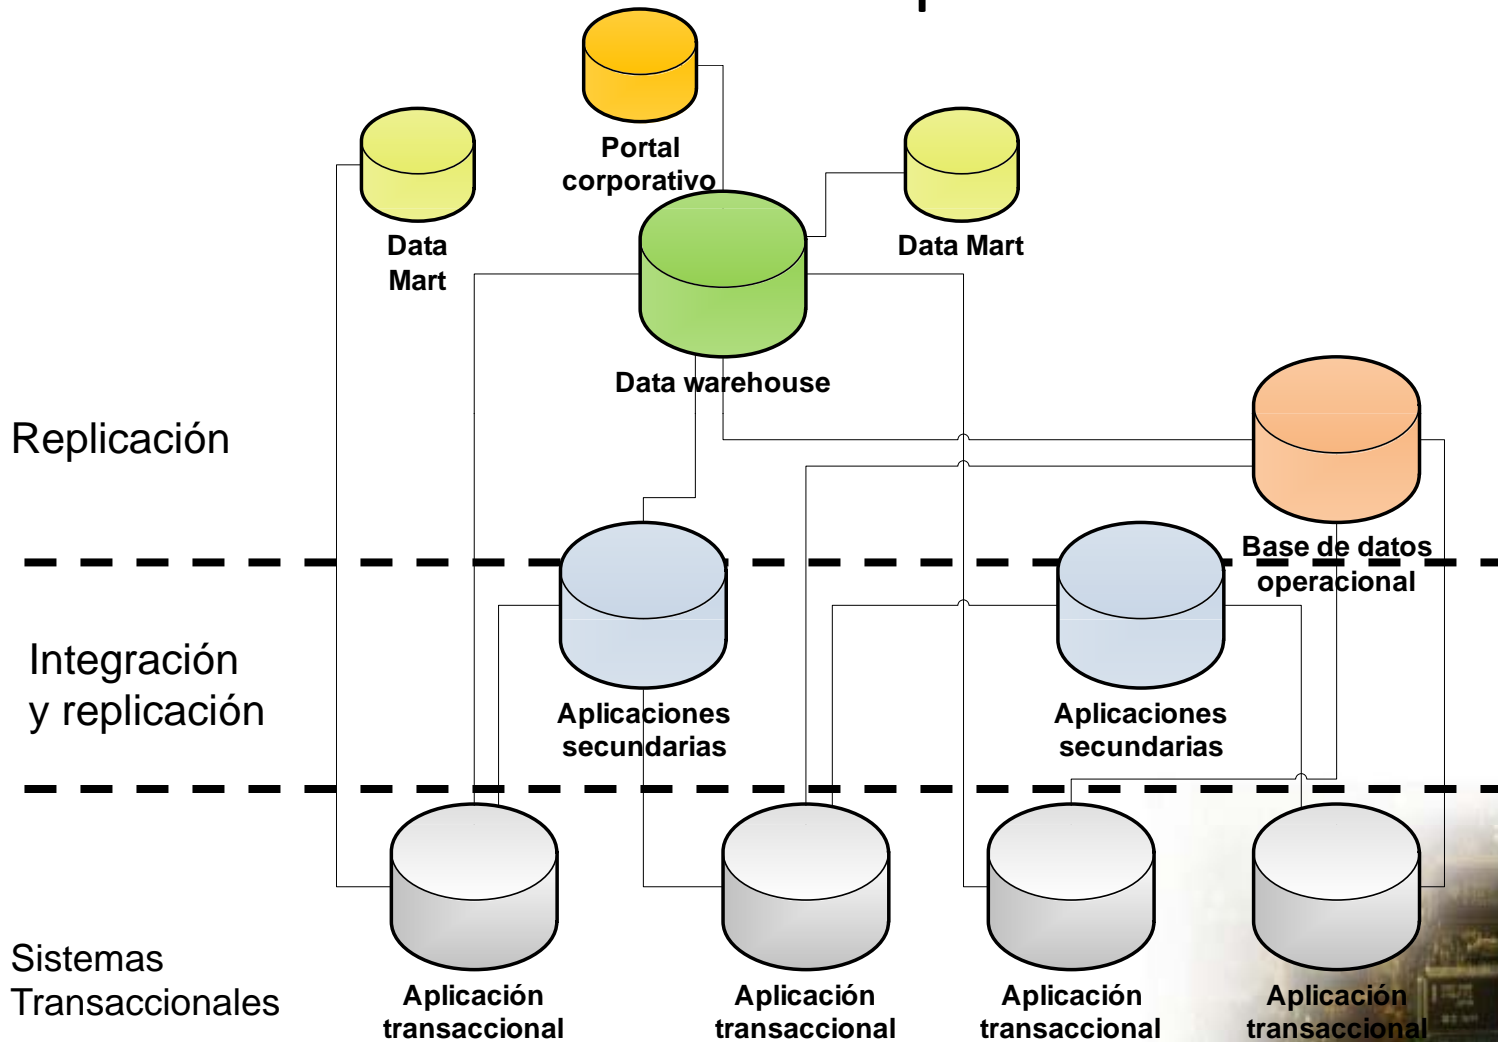 Portal
corporativo
Data
Mart
Data Mart
Data warehouse
Replicación
Base de datos
operacional
Integración
y replicación
Aplicaciones
secundarias
Aplicaciones
secundarias
Sistemas
Transaccionales
Aplicación
transaccional
Aplicación
transaccional
Aplicación
transaccional
Aplicación
transaccional